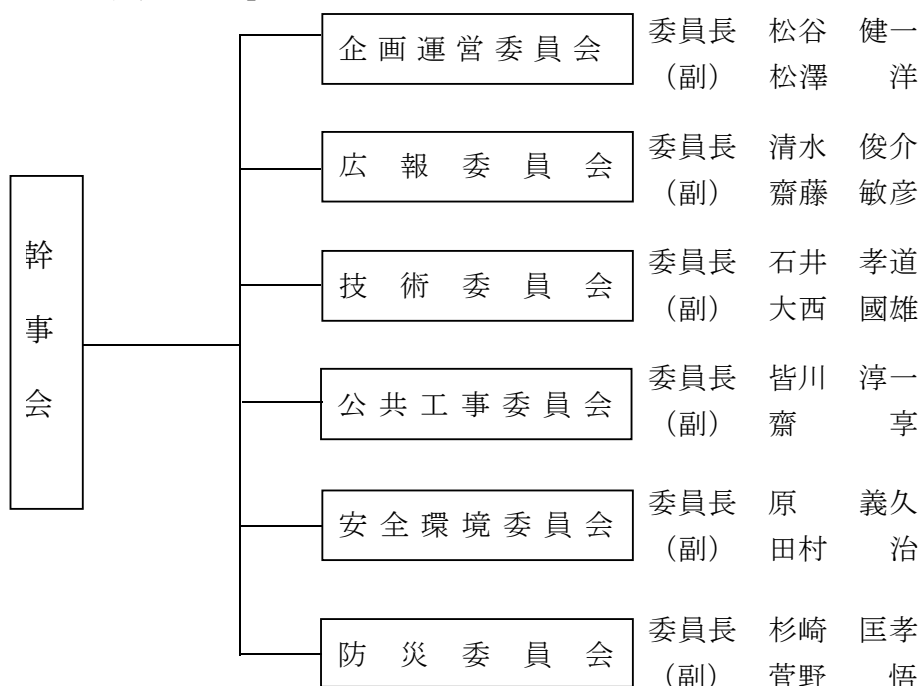 幹事会
企画運営委員会
委員長 松谷 健一
（副） 松澤 洋
広報委員会
委員長 清水 俊介
（副） 齋藤 敏彦
技術委員会
委員長 石井 孝道
（副） 大西 國雄
公共工事委員会
委員長 皆川 淳一
（副） 齋 享
安全環境委員会
委員長 原 義久
（副） 田村 治
防災委員会
委員長 杉崎 匡孝
（副） 菅野 悟